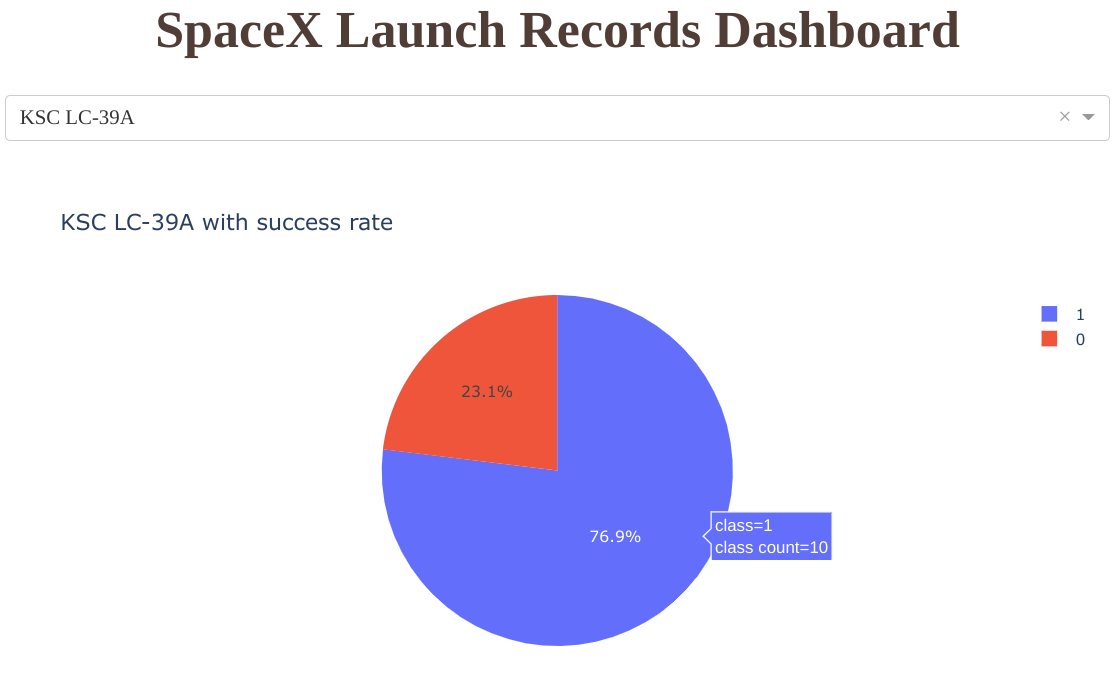 SpaceX Launch Records Dashboard
KSC LC-39A
KSC LC-39A with success rate
1
0
23.1%
76.9%
class=1
class count=10